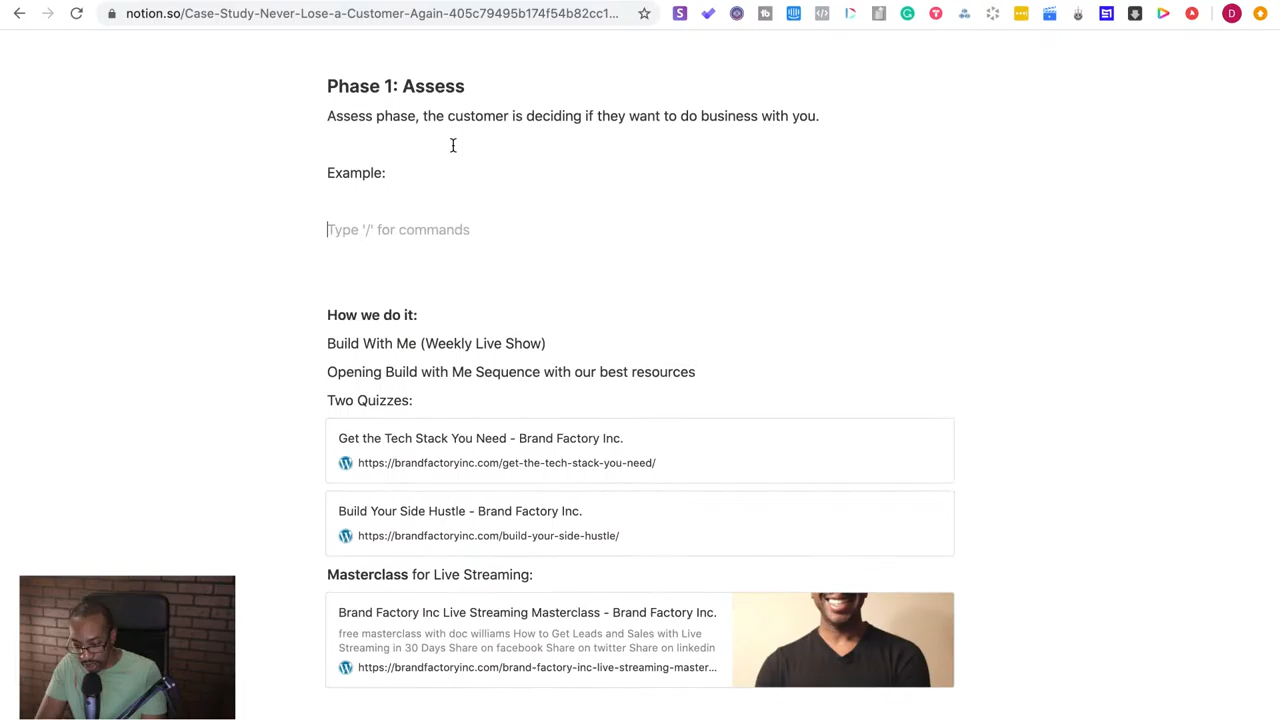 notion.so/Case-Study-Never-Lose-a-Customer-Again-405c79495b174f54b82cc1...
Phase 1: Assess
Assess phase, the customer is deciding if they want to do business with you.
Example:
Type '/' for commands
How we do it:
Build With Me (Weekly Live Show)
Opening Build with Me Sequence with our best resources
Two Quizzes:
Get the Tech Stack You Need - Brand Factory Inc.
https://brandfactoryinc.com/get-the-tech-stack-you-need/
Build Your Side Hustle - Brand Factory Inc.
https://brandfactoryinc.com/build-your-side-hustle/
Masterclass for Live Streaming:
Brand Factory Inc Live Streaming Masterclass - Brand Factory Inc.
free masterclass with doc williams How to Get Leads and Sales with Live
Streaming in 30 Days Share on facebook Share on twitter Share on linkedin
https://brandfactoryinc.com/brand-factory-inc-live-streaming-master...